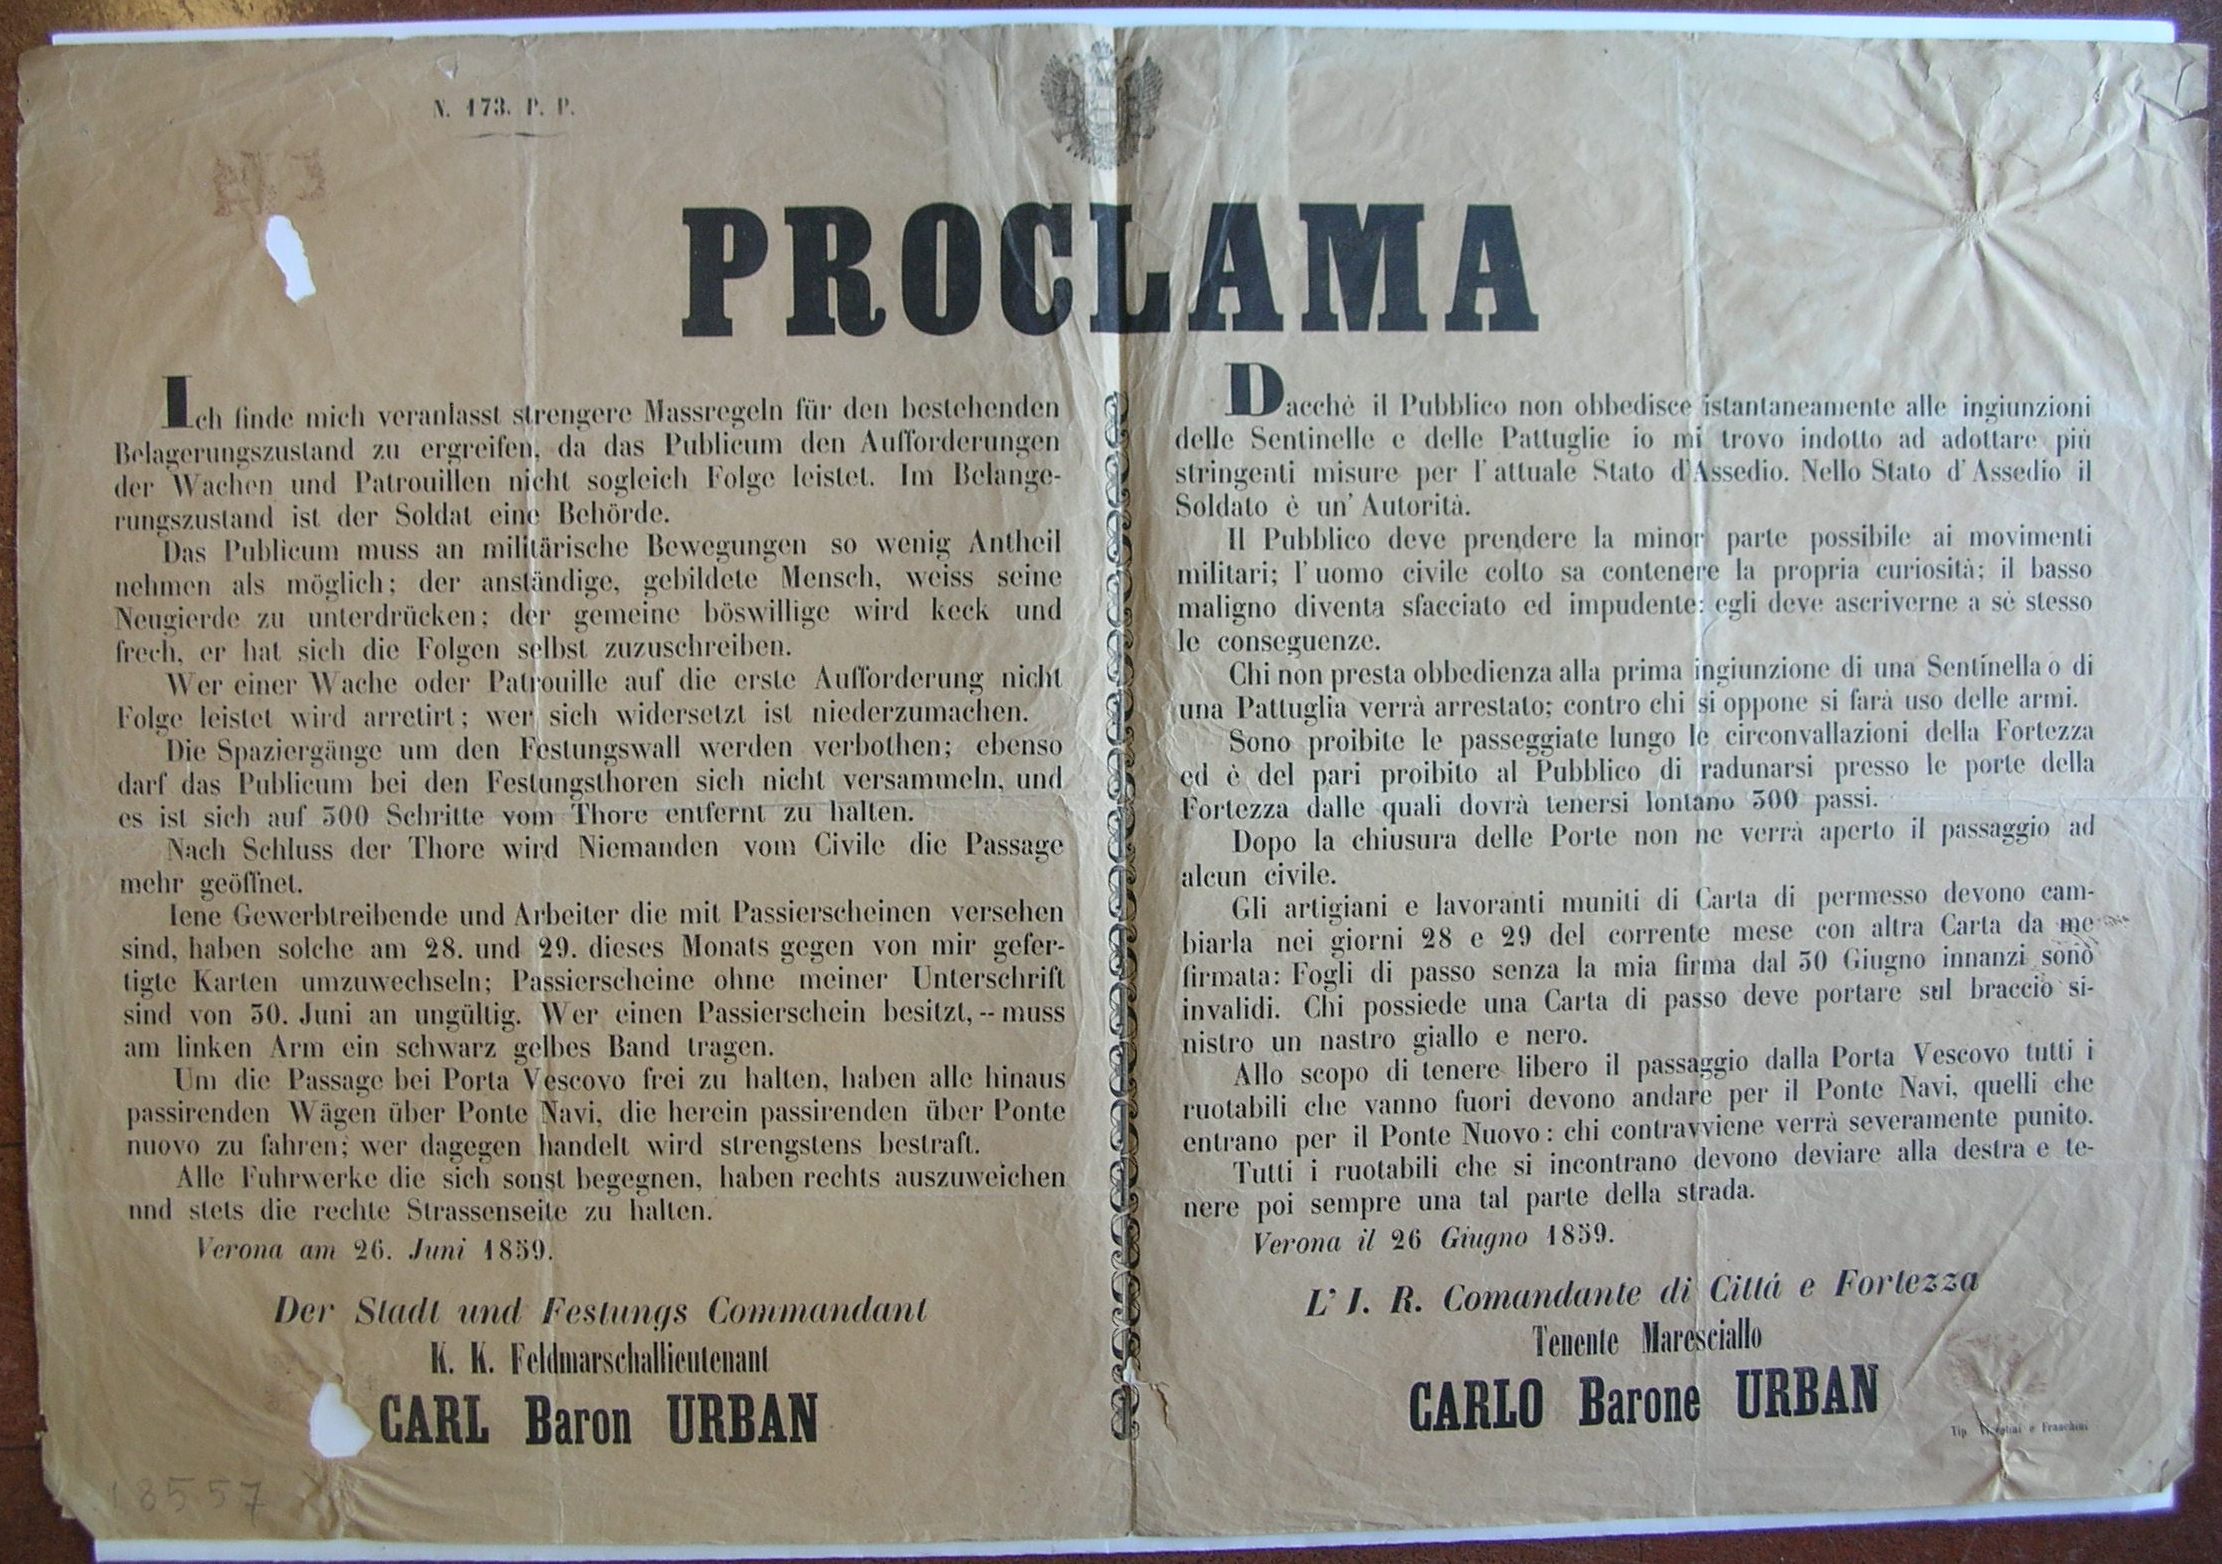 N. 173. P. P.
PROCLAMA
Ich finde mich veranlasst strengere Massregeln für den bestehenden
Belagerungszustand zu ergreifen, da das Publicum den Aufforderungen
der Wachen und Patrouillen nicht sogleich Folge leistet. Im Belange-
rungszustand ist der Soldat eine Behörde.
Das Publicum muss an militärische Bewegungen so wenig Antheil
nehmen als möglich; der anständige, gebildete Mensch, weiss seine
Neugierde zu unterdrücken; der gemeine böswillige wird keck und
frech, er hat sich die Folgen selbst zuzuschreiben.
Wer einer Wache oder Patrouille auf die erste Aufforderung nicht
Folge leistet wird arretirt; wer sich widersetzt ist niederzumachen.
Die Spaziergänge um den Festungswall werden verbothen; ebenso
darf das Publicum bei den Festungsthoren sich nicht versammeln, und
es ist sich auf 300 Schritte vom Thore entfernt zu halten.
Nach Schluss der Thore wird Niemanden vom Civile die Passage
mehr geöffnet.
Iene Gewerbtreibende und Arbeiter die mit Passierscheinen versehen
sind, haben solche am 28. und 29. dieses Monats gegen von mir gefer-
tigte Karten umzuwechseln; Passierscheine ohne meiner Unterschrift
sind von 30. Juni an ungültig. Wer einen Passierschein besitzt, -- muss
am linken Arm ein schwarz gelbes Band tragen.
Um die Passage bei Porta Vescovo frei zu halten, haben alle hinaus
passirenden Wägen über Ponte Navi, die herein passirenden über Ponte
nuovo zu fahren; wer dagegen handelt wird strengstens bestraft.
Alle Fuhrwerke die sich sonst begegnen, haben rechts auszuweichen
nnd stets die rechte Strassenseite zu halten.
Verona am 26. Juni 1859.
Der Stadt und Festungs Commandant
K. K. Feldmarschallieutenant
CARL Baron URBAN
18557
Dacchè il Pubblico non obbedisce istantaneamente alle ingiunzioni
delle Sentinelle e delle Pattuglie io mi trovo indotto ad adottare più
stringenti misure per l'attuale Stato d'Assedio. Nello Stato d'Assedio il
Soldato è un' Autorità.
Il Pubblico deve prendere la minor parte possibile ai movimenti
militari; l'uomo civile colto sa contenere la propria curiosità; il basso
maligno diventa sfacciato ed impudente: egli deve ascriverne a sè stesso
le conseguenze.
Chi non presta obbedienza alla prima ingiunzione di una Sentinella o di
una Pattuglia verrà arrestato; contro chi si oppone si farà uso delle armi.
Sono proibite le passeggiate lungo le circonvallazioni della Fortezza
ed è del pari proibito al Pubblico di radunarsi presso le porte della
Fortezza dalle quali dovrà tenersi lontano 300 passi.
Dopo la chiusura delle Porte non ne verrà aperto il passaggio ad
alcun civile.
Gli artigiani e lavoranti muniti di Carta di permesso devono cam-
biarla nei giorni 28 e 29 del corrente mese con altra Carta da me
firmata: Fogli di passo senza la mia firma dal 30 Giugno innanzi sono
invalidi. Chi possiede una Carta di passo deve portare sul braccio si-
nistro un nastro giallo e nero.
Allo scopo di tenere libero il passaggio dalla Porta Vescovo tutti i
ruotabili che vanno fuori devono andare per il Ponte Navi, quelli che
entrano per il Ponte Nuovo: chi contravviene verrà severamente punito.
Tutti i ruotabili che si incontrano devono deviare alla destra e te-
nere poi sempre una tal parte della strada.
Verona il 26 Giugno 1859.
L' I. R. Comandante di Cittá e Fortezza
Tenente Maresciallo
CARLO Barone URBAN
Tip. e Franchini